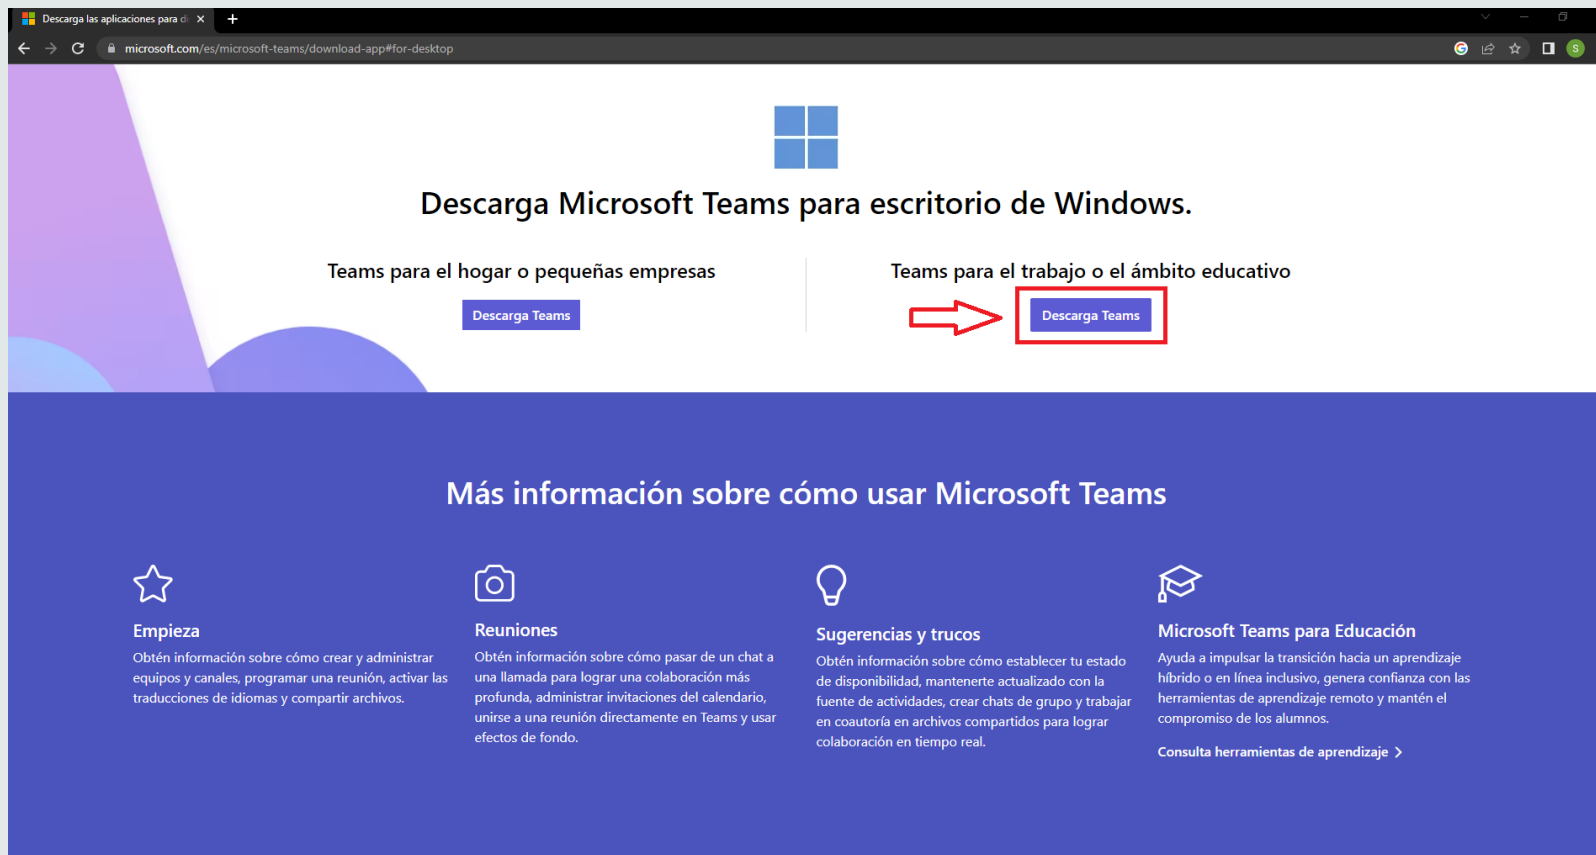 Descarga las aplicaciones para di
microsoft.com/es/microsoft-teams/download-app#for-desktop
S
Descarga Microsoft Teams para escritorio de Windows.
Teams para el hogar o pequeñas empresas
Descarga Teams
Teams para el trabajo o el ámbito educativo
Descarga Teams
Más información sobre cómo usar Microsoft Teams
Empieza
Obtén información sobre cómo crear y administrar
equipos y canales, programar una reunión, activar las
traducciones de idiomas y compartir archivos.
Reuniones
Obtén información sobre cómo pasar de un chat a
una llamada para lograr una colaboración más
profunda, administrar invitaciones del calendario,
unirse a una reunión directamente en Teams y usar
efectos de fondo.
Sugerencias y trucos
Obtén información sobre cómo establecer tu estado
de disponibilidad, mantenerte actualizado con la
fuente de actividades, crear chats de grupo y trabajar
en coautoría en archivos compartidos para lograr
colaboración en tiempo real.
Microsoft Teams para Educación
Ayuda a impulsar la transición hacia un aprendizaje
híbrido o en línea inclusivo, genera confianza con las
herramientas de aprendizaje remoto y mantén el
compromiso de los alumnos.
Consulta herramientas de aprendizaje